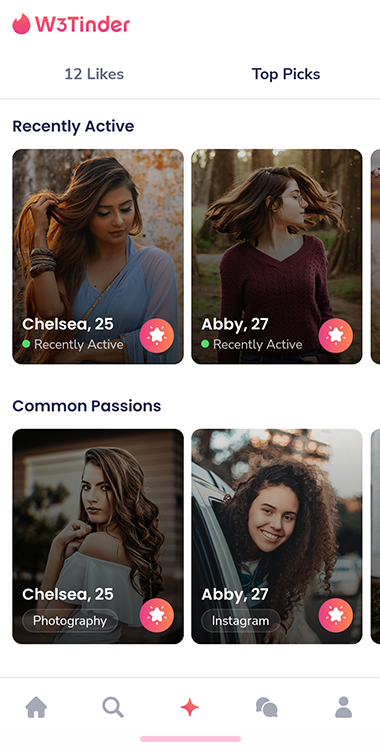 W3Tinder
12 Likes
Top Picks
Recently Active
Chelsea, 25
Recently Active
Abby, 27
Recently Active
Common Passions
Chelsea, 25
Photography
Abby, 27
Instagram